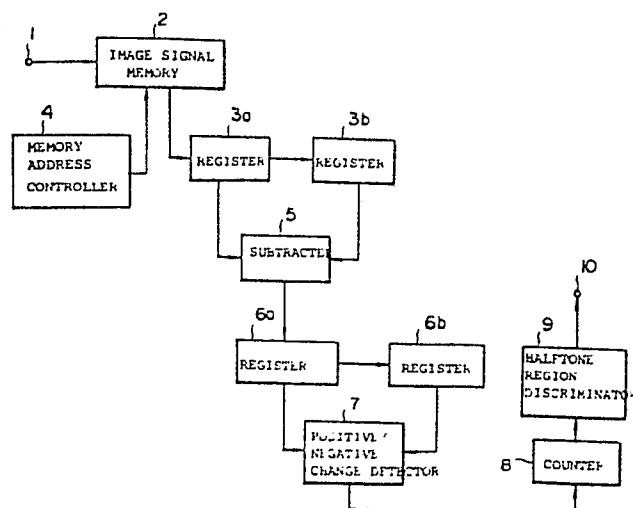 1
2
IMAGE SIGNAL
MEMORY
4
MEMORY
ADDRESS
CONTROLLER
3a
REGISTER
3b
REGISTER
5
SUBTRACTER
6a
REGISTER
6b
REGISTER
7
POSITIVE/
NEGATIVE
CHANGE DETECTOR
10
9
HALFTONE
REGION
DISCRIMINATOR
8
COUNTER